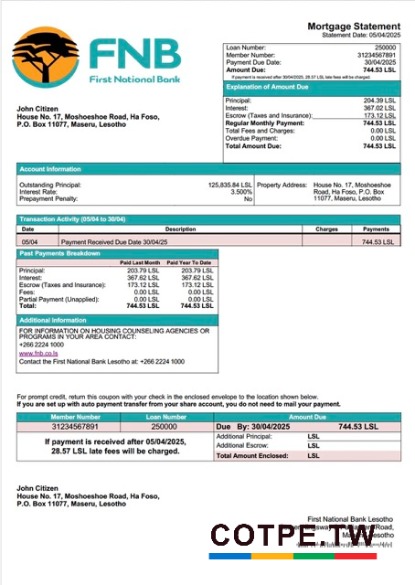 Mortgage Statement
Statement Date: 05/04/2025
FNB
First National Bank
Loan Number: 250000
Member Number: 31234567891
Payment Due Date: 30/04/2025
Amount Due: 744.53 LSL
If payment is received after 30/04/2025, 28.57 LSL late fees will be charged.
Explanation of Amount Due
Principal: 204.39 LSL
Interest: 367.02 LSL
Escrow (Taxes and Insurance): 173.12 LSL
Regular Monthly Payment: 744.53 LSL
Total Fees and Charges: 0.00 LSL
Overdue Payment: 0.00 LSL
Total Amount Due: 744.53 LSL
John Citizen
House No. 17, Moshoeshoe Road, Ha Foso,
P.O. Box 11077, Maseru, Lesotho
Account Information
Outstanding Principal: 125,835.84 LSL
Interest Rate: 3.500%
Prepayment Penalty: No
Property Address: House No. 17, Moshoeshoe
Road, Ha Foso, P.O. Box
11077, Maseru, Lesotho
Transaction Activity (05/04 to 30/04)
Date Description Charges Payments
05/04 Payment Received Due Date 30/04/25 744.53 LSL
Past Payments Breakdown
Paid Last Month Paid Year To Date
Principal: 203.79 LSL 203.79 LSL
Interest: 367.62 LSL 367.62 LSL
Escrow (Taxes and Insurance): 173.12 LSL 173.12 LSL
Fees: 0.00 LSL 0.00 LSL
Partial Payment (Unapplied): 0.00 LSL 0.00 LSL
Total: 744.53 LSL 744.53 LSL
Additional Information
FOR INFORMATION ON HOUSING COUNSELING AGENCIES OR
PROGRAMS IN YOUR AREA CONTACT:
+266 2224 1000
www.fnb.co.ls
Contact the First National Bank Lesotho at +266 2224 1000
For prompt credit, return this coupon with your check in the enclosed envelope to the location shown below.
If you are set up with auto payment transfer from your share account, you do not need to mail your payment.
Member Number Loan Number Amount Due
31234567891 250000 Due By: 30/04/2025 744.53 LSL
If payment is received after 05/04/2025,
28.57 LSL late fees will be charged.
Additional Principal: LSL
Additional Escrow: LSL
Total Amount Enclosed: LSL
John Citizen
House No. 17, Moshoeshoe Road, Ha Foso,
P.O. Box 11077, Maseru, Lesotho
First National Bank Lesotho
COTPE.TW